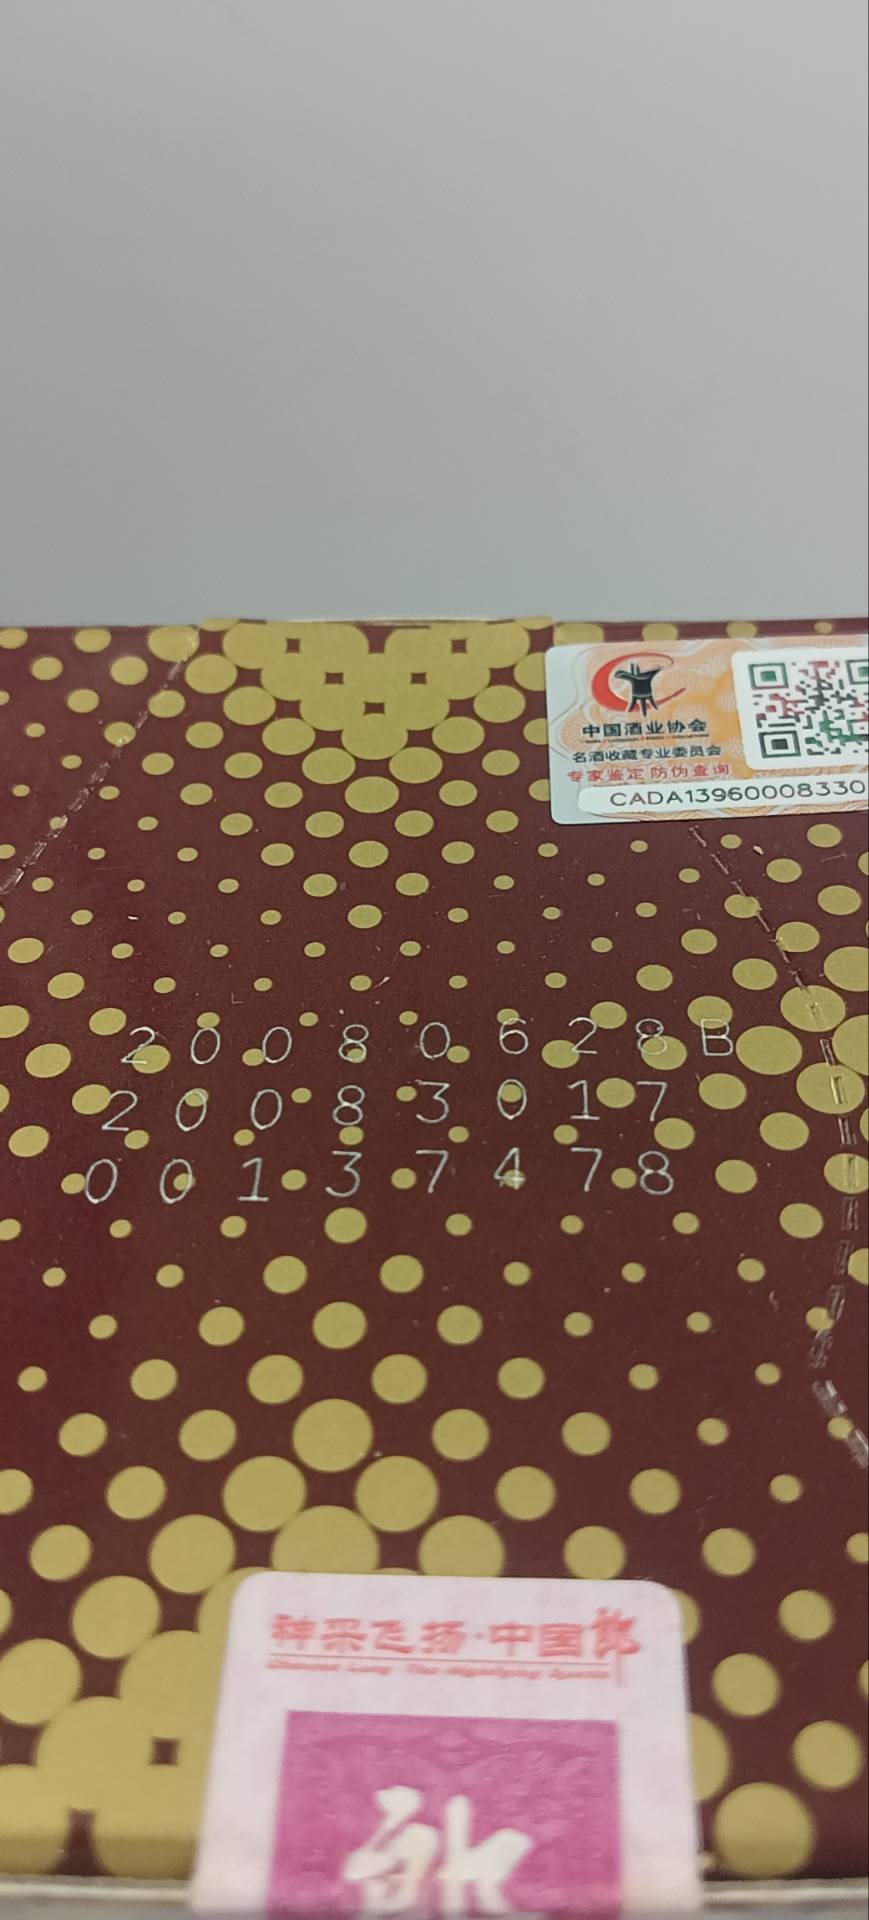 中国酒业协会
名酒收藏专业委员会
专家鉴定 防伪查询
CADA13960008330
20080628B
20083017
00137478
神采飞扬·中国郎
郎